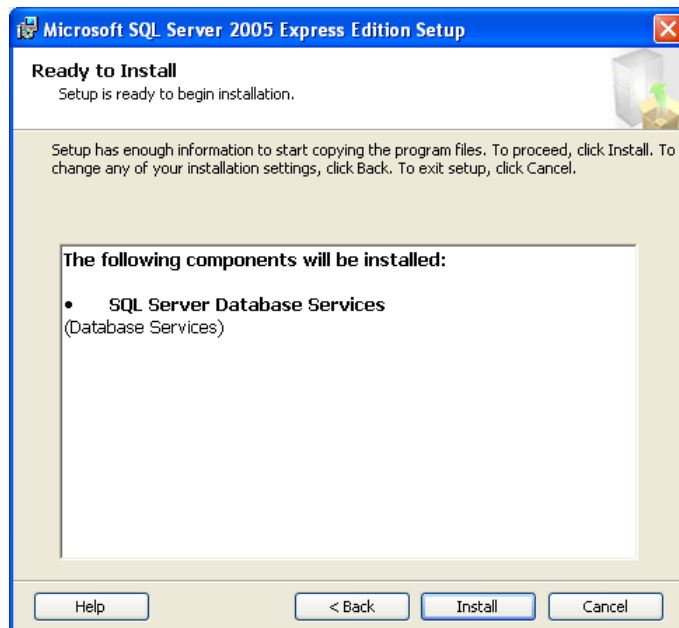 Microsoft SQL Server 2005 Express Edition Setup
Ready to Install
Setup is ready to begin installation.
Setup has enough information to start copying the program files. To proceed, click Install. To
change any of your installation settings, click Back. To exit setup, click Cancel.
The following components will be installed:
• SQL Server Database Services
(Database Services)
Help
< Back
Install
Cancel